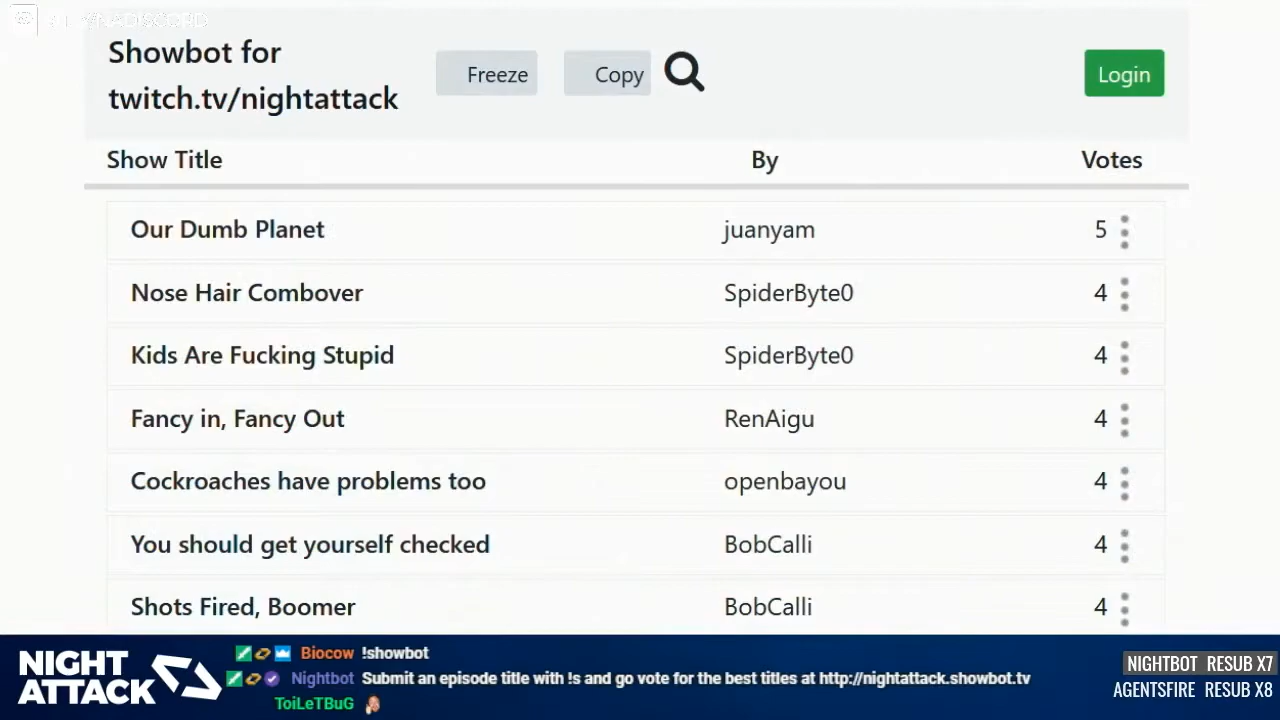 Showbot for
twitch.tv/nightattack
Freeze
Copy
Login
Show Title By Votes
Our Dumb Planet juanyam 5
Nose Hair Combover SpiderByte0 4
Kids Are Fucking Stupid SpiderByte0 4
Fancy in, Fancy Out RenAigu 4
Cockroaches have problems too openbayou 4
You should get yourself checked BobCalli 4
Shots Fired, Boomer BobCalli 4
NIGHT
ATTACK
Biocow !showbot
Nightbot Submit an episode title with !s and go vote for the best titles at http://nightattack.showbot.tv
ToiLeTBuG
NIGHTBOT RESUB X7
AGENTSFIRE RESUB X8